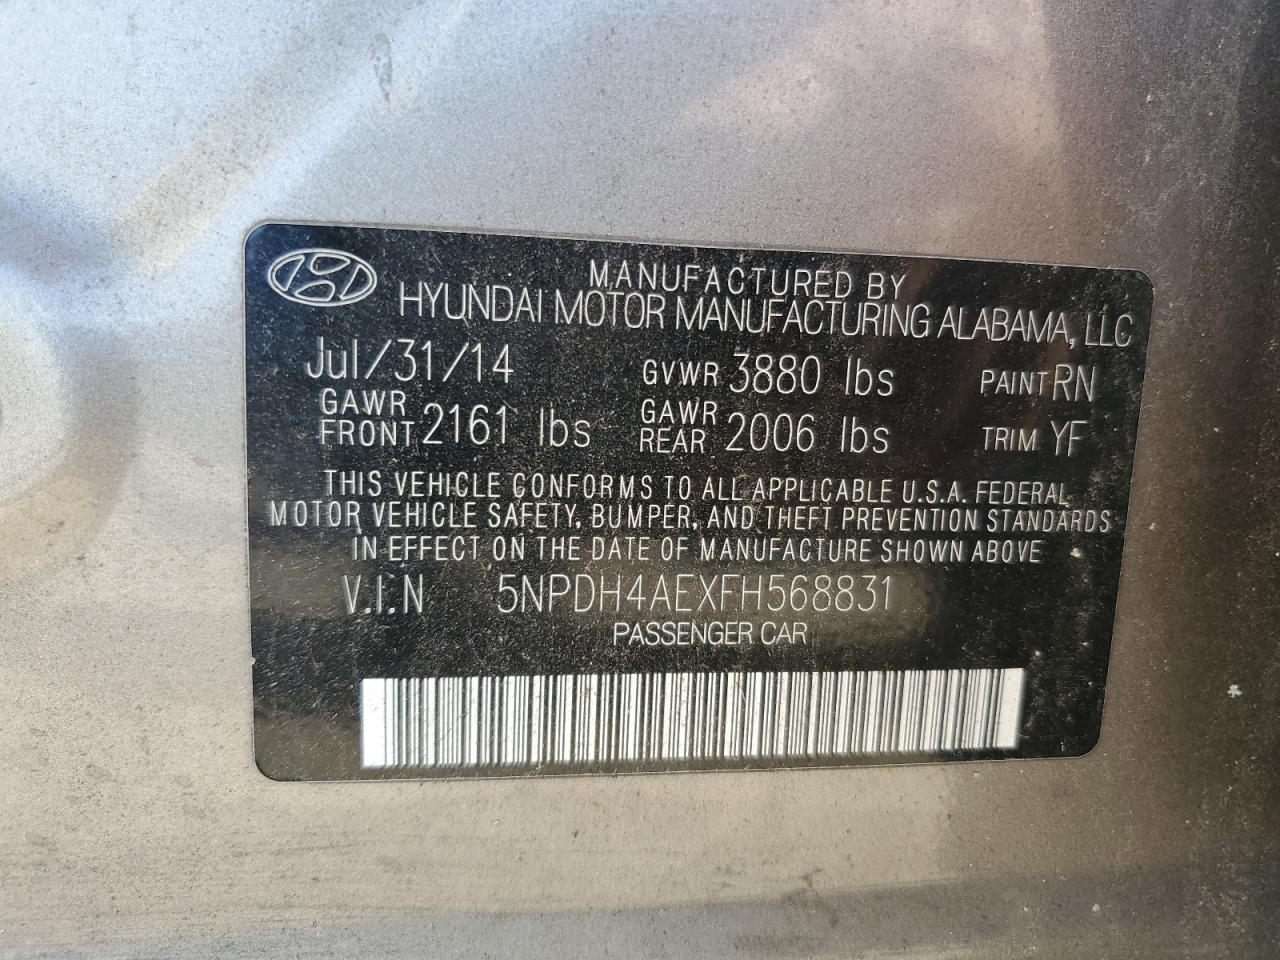 MANUFACTURED BY
HYUNDAI MOTOR MANUFACTURING ALABAMA, LLC
Jul/31/14 GVWR 3880 lbs PAINT RN
GAWR FRONT 2161 lbs GAWR REAR 2006 lbs TRIM YF
THIS VEHICLE CONFORMS TO ALL APPLICABLE U.S.A. FEDERAL
MOTOR VEHICLE SAFETY, BUMPER, AND THEFT PREVENTION STANDARDS
IN EFFECT ON THE DATE OF MANUFACTURE SHOWN ABOVE
V.I.N 5NPDH4AEXFH568831
PASSENGER CAR